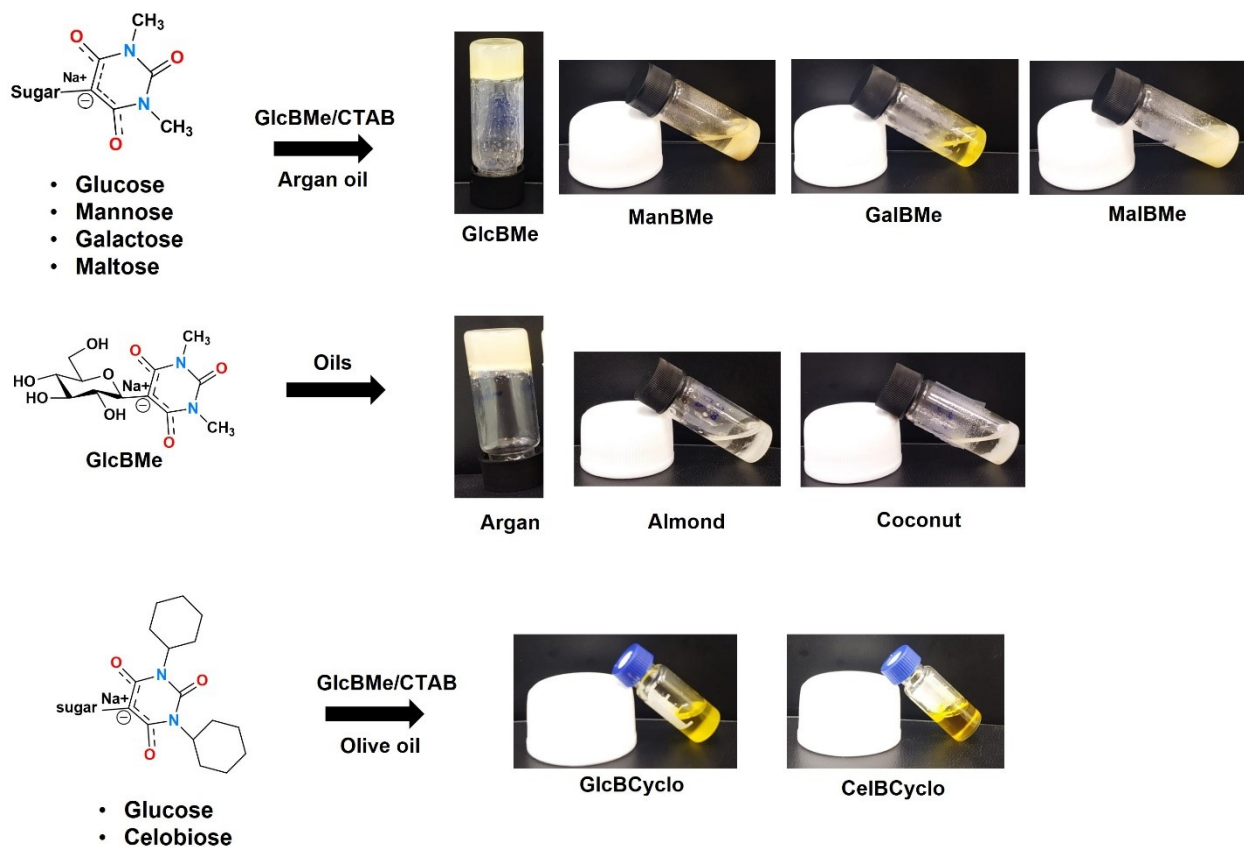 CH₃
O
N
O
Na+
Sugar
N
CH₃
O
• Glucose
• Mannose
• Galactose
• Maltose
GlcBMe/CTAB
Argan oil
GlcBMe
ManBMe
GalBMe
MalBMe
OH
HO
HO
O
OH
Na+
O
N
CH₃
O
N
CH₃
O
GlcBMe
Oils
Argan
Almond
Coconut
O
N
O
Na+
sugar
N
O
• Glucose
• Celobiose
GlcBMe/CTAB
Olive oil
GlcBCyclo
CelBCyclo